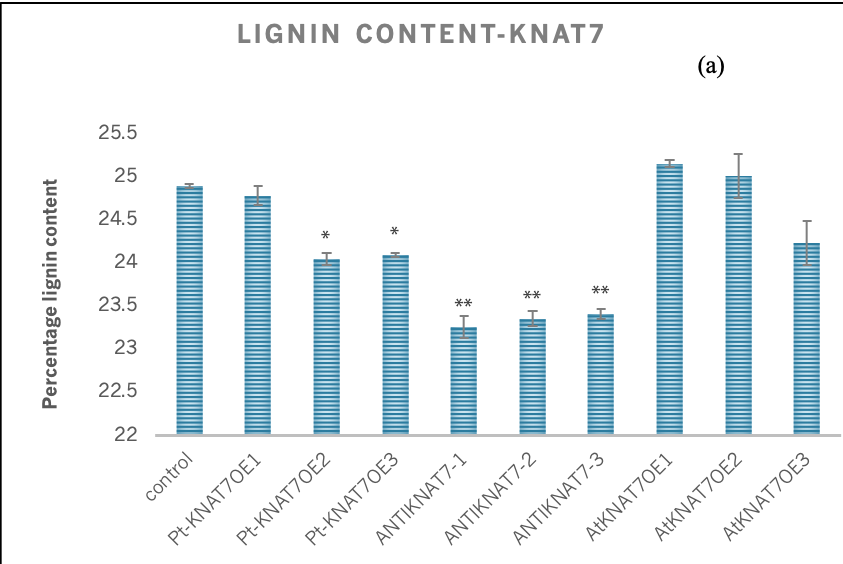 LIGNIN CONTENT-KNAT7
(a)
Percentage lignin content
25.5
25
24.5
24
23.5
23
22.5
22
*
*
**
**
**
control
Pt-KNAT7OE1
Pt-KNAT7OE2
Pt-KNAT7OE3
ANTIKNAT7-1
ANTIKNAT7-2
ANTIKNAT7-3
AtKNAT7OE1
AtKNAT7OE2
AtKNAT7OE3